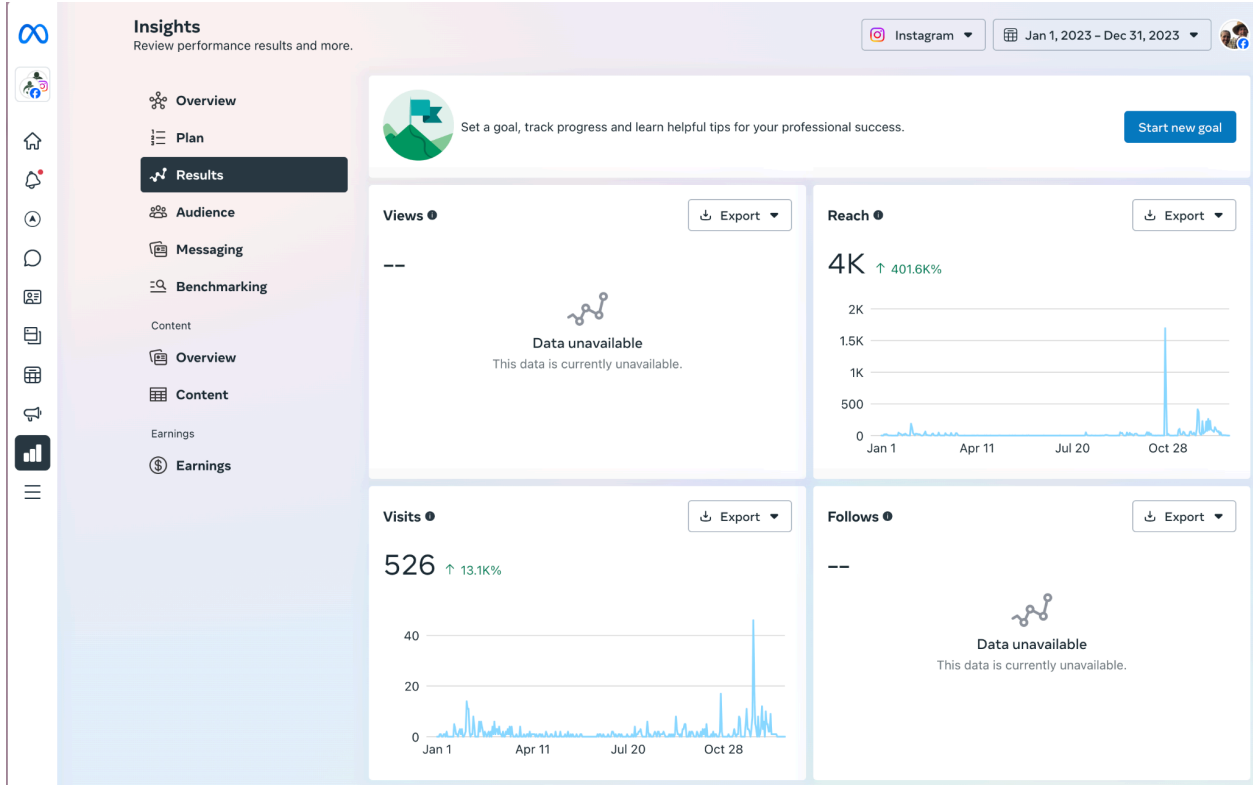 Insights
Review performance results and more.
Instagram
Jan 1, 2023 – Dec 31, 2023
Overview
Plan
Results
Audience
Messaging
Benchmarking
Content
Overview
Content
Earnings
Earnings
Set a goal, track progress and learn helpful tips for your professional success.
Start new goal
Views
Export
--
Data unavailable
This data is currently unavailable.
Reach
Export
4K ↑ 401.6K%
2K
1.5K
1K
500
0
Jan 1 Apr 11 Jul 20 Oct 28
Visits
Export
526 ↑ 13.1K%
40
20
0
Jan 1 Apr 11 Jul 20 Oct 28
Follows
Export
--
Data unavailable
This data is currently unavailable.